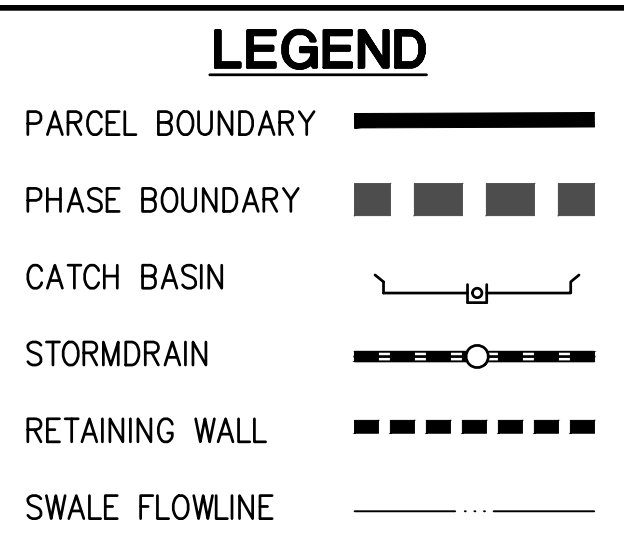 LEGEND
PARCEL BOUNDARY
PHASE BOUNDARY
CATCH BASIN
STORMDRAIN
RETAINING WALL
SWALE FLOWLINE